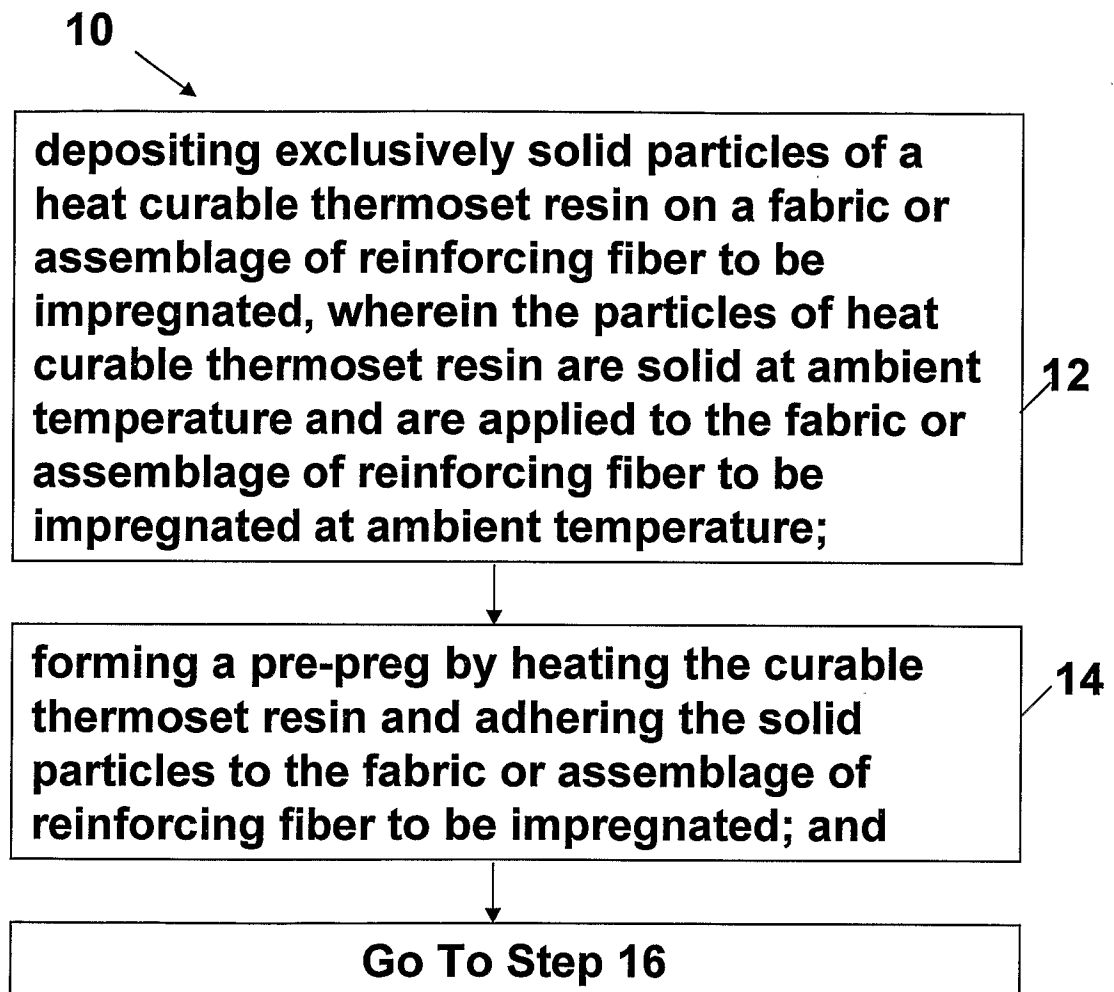 10
depositing exclusively solid particles of a
heat curable thermoset resin on a fabric or
assemblage of reinforcing fiber to be
impregnated, wherein the particles of heat
curable thermoset resin are solid at ambient
temperature and are applied to the fabric or
assemblage of reinforcing fiber to be
impregnated at ambient temperature;
12
forming a pre-preg by heating the curable
thermoset resin and adhering the solid
particles to the fabric or assemblage of
reinforcing fiber to be impregnated; and
14
Go To Step 16